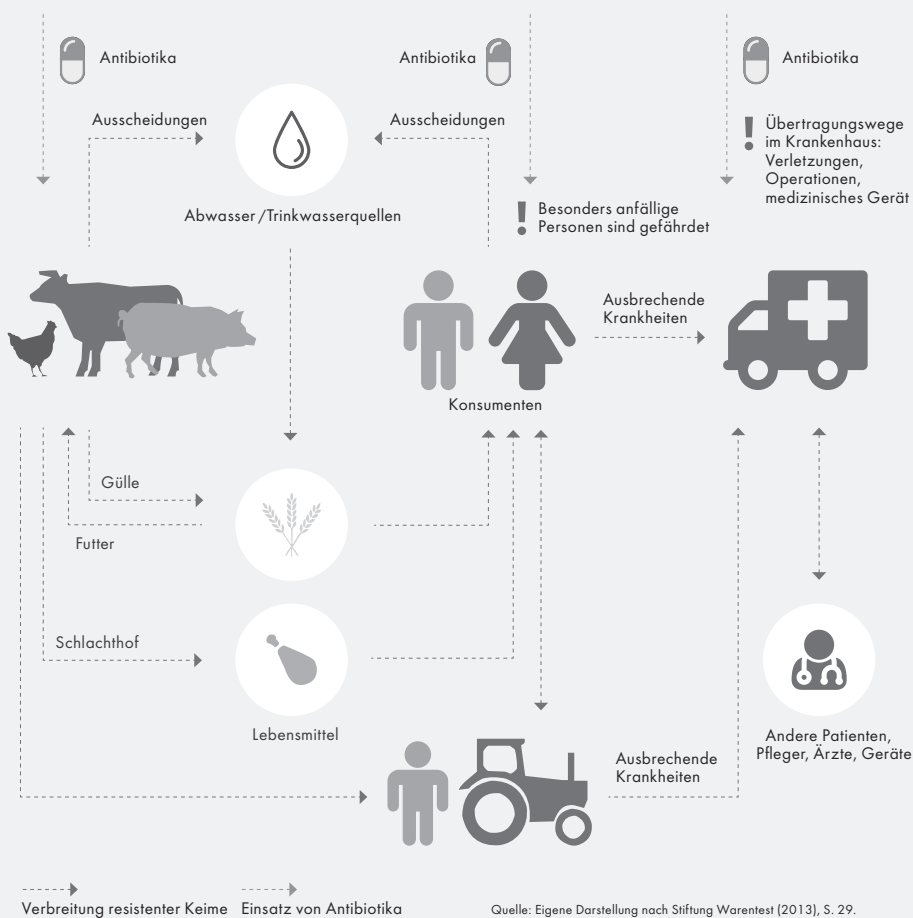 Antibiotika
Antibiotika
Antibiotika
Ausscheidungen
Ausscheidungen
! Übertragungswege
im Krankenhaus:
Verletzungen,
Operationen,
medizinisches Gerät
Abwasser/Trinkwasserquellen
! Besonders anfällige
Personen sind gefährdet
Ausbrechende
Krankheiten
Konsumenten
Gülle
Futter
Schlachthof
Lebensmittel
Andere Patienten,
Pfleger, Ärzte, Geräte
Ausbrechende
Krankheiten
Verbreitung resistenter Keime
Einsatz von Antibiotika
Quelle: Eigene Darstellung nach Stiftung Warentest (2013), S. 29.